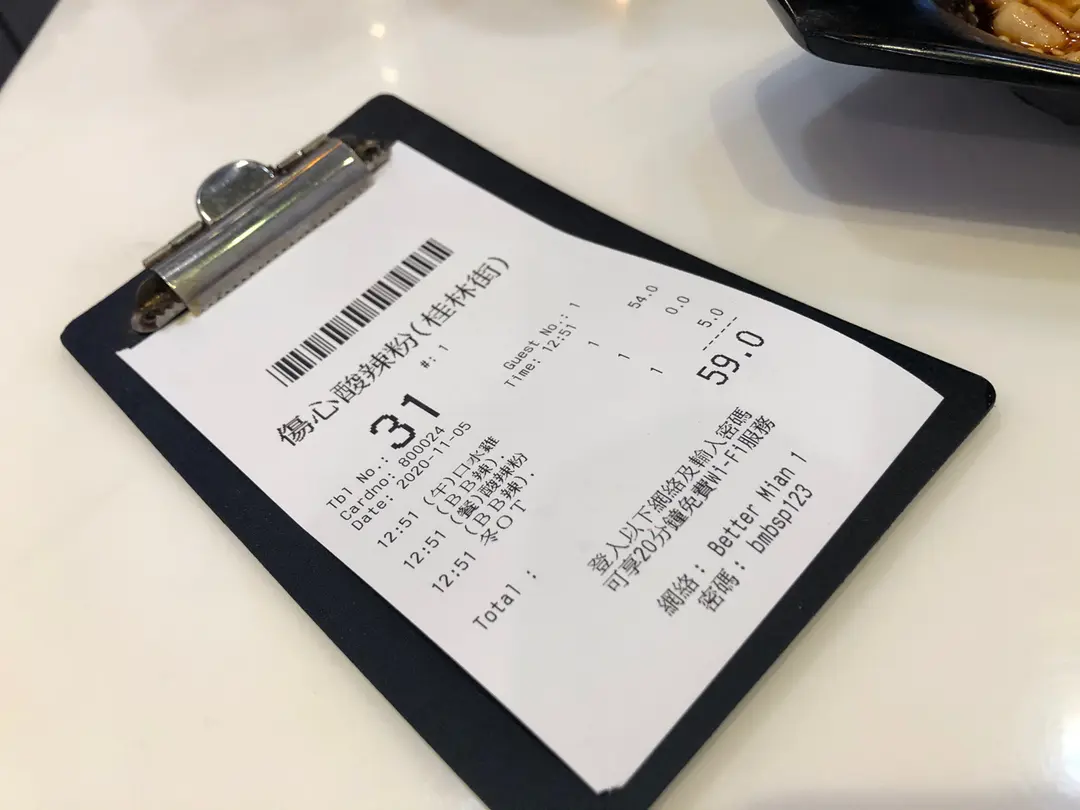 傷心酸辣粉(桂林街)
#: 1
Tbl No.: 31
Cardno: 800024 Guest No.: 1
Date: 2020-11-05 Time: 12:51
12:51 (午)口水雞 1 54.0
(BB辣).
12:51 (餐)酸辣粉 1 0.0
(BB辣).
12:51 冬OT 1 5.0
-----
Total : 59.0
登入以下網絡及輸入密碼
可享20分鐘免費Wi-Fi服務
網絡: Better Mian 1
密碼: bmbsp123